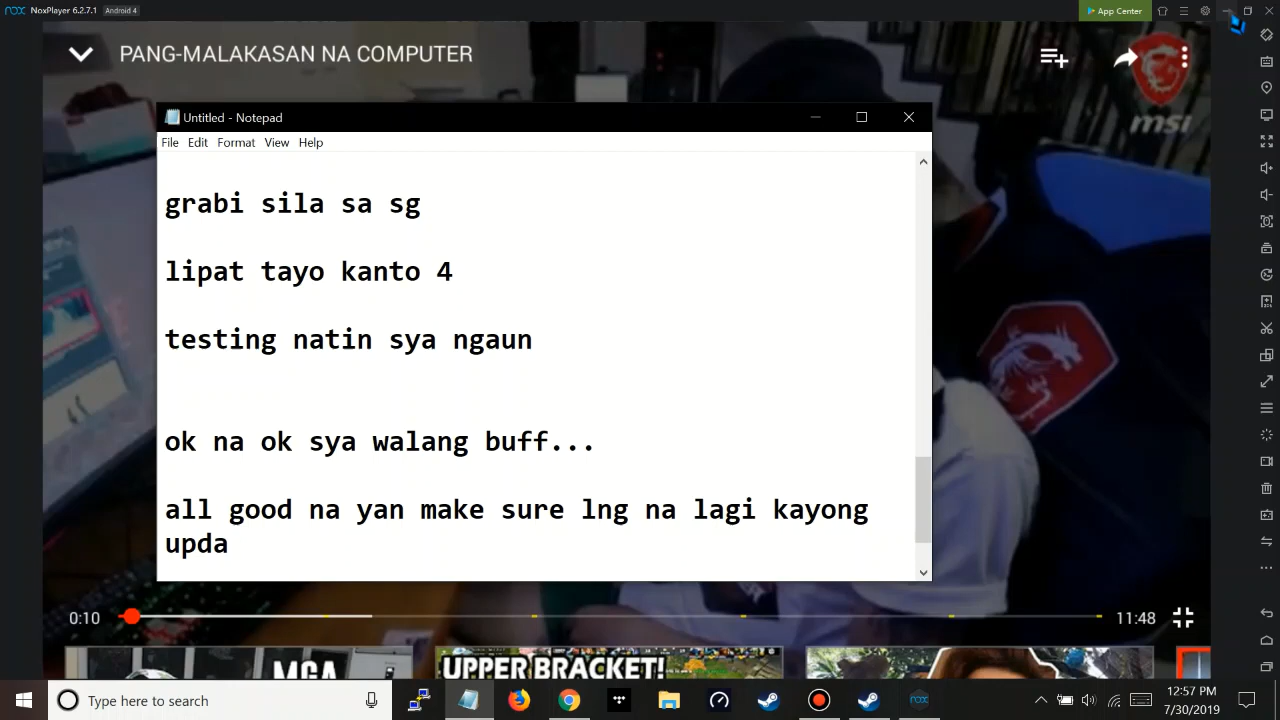 nox NoxPlayer 6.2.7.1 Android 4 App Center
PANG-MALAKASAN NA COMPUTER
msi
Untitled - Notepad
File Edit Format View Help
grabi sila sa sg
lipat tayo kanto 4
testing natin sya ngaun
ok na ok sya walang buff...
all good na yan make sure lng na lagi kayong
upda
0:10 11:48
MGA
UPPER BRACKET!
Type here to search
12:57 PM
7/30/2019